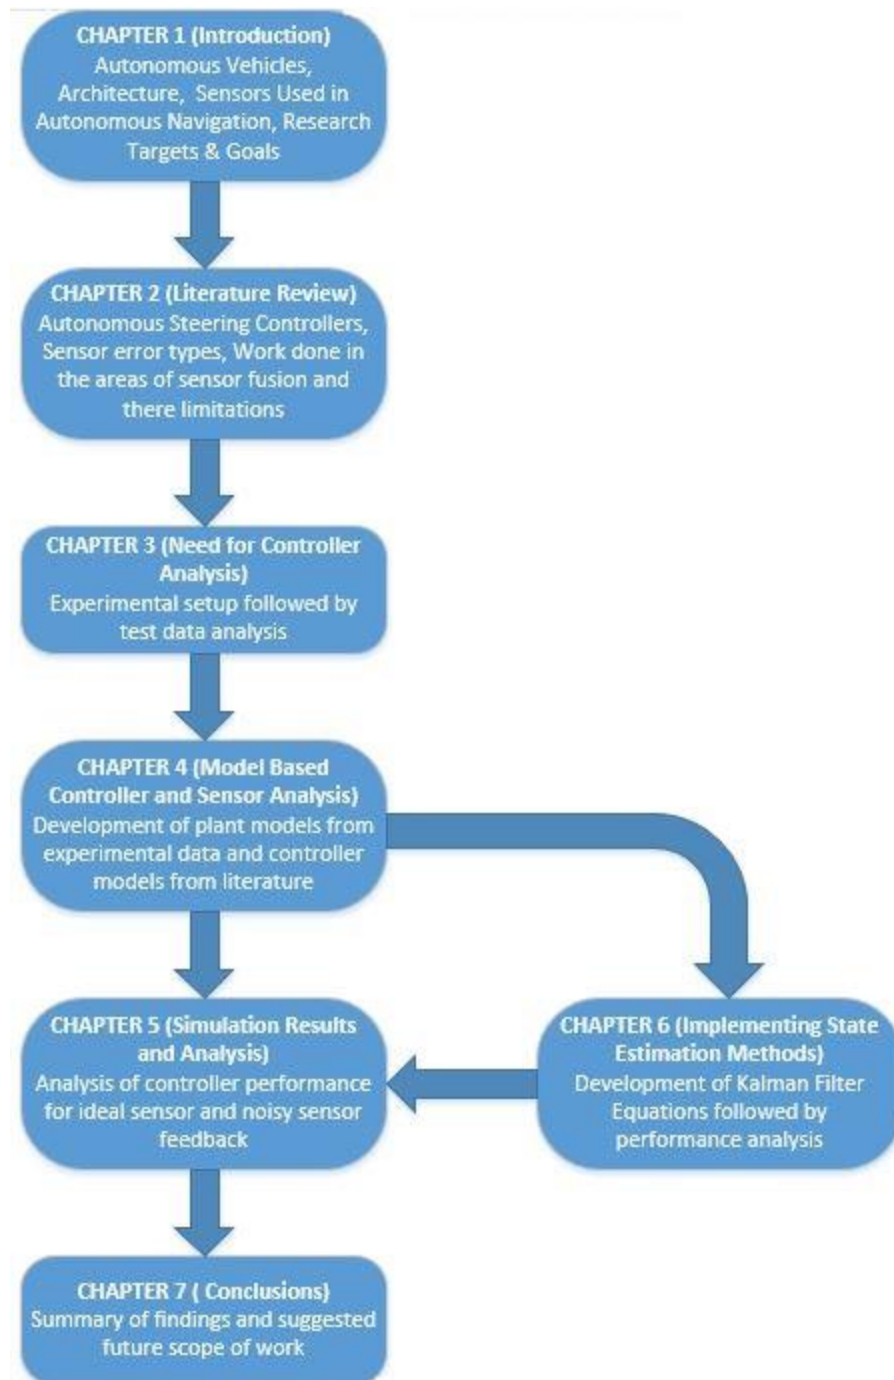 CHAPTER 1 (Introduction)
Autonomous Vehicles,
Architecture, Sensors Used in
Autonomous Navigation, Research
Targets & Goals
CHAPTER 2 (Literature Review)
Autonomous Steering Controllers,
Sensor error types, Work done in
the areas of sensor fusion and
there limitations
CHAPTER 3 (Need for Controller
Analysis)
Experimental setup followed by
test data analysis
CHAPTER 4 (Model Based
Controller and Sensor Analysis)
Development of plant models from
experimental data and controller
models from literature
CHAPTER 5 (Simulation Results
and Analysis)
Analysis of controller performance
for ideal sensor and noisy sensor
feedback
CHAPTER 6 (Implementing State
Estimation Methods)
Development of Kalman Filter
Equations followed by
performance analysis
CHAPTER 7 ( Conclusions)
Summary of findings and suggested
future scope of work